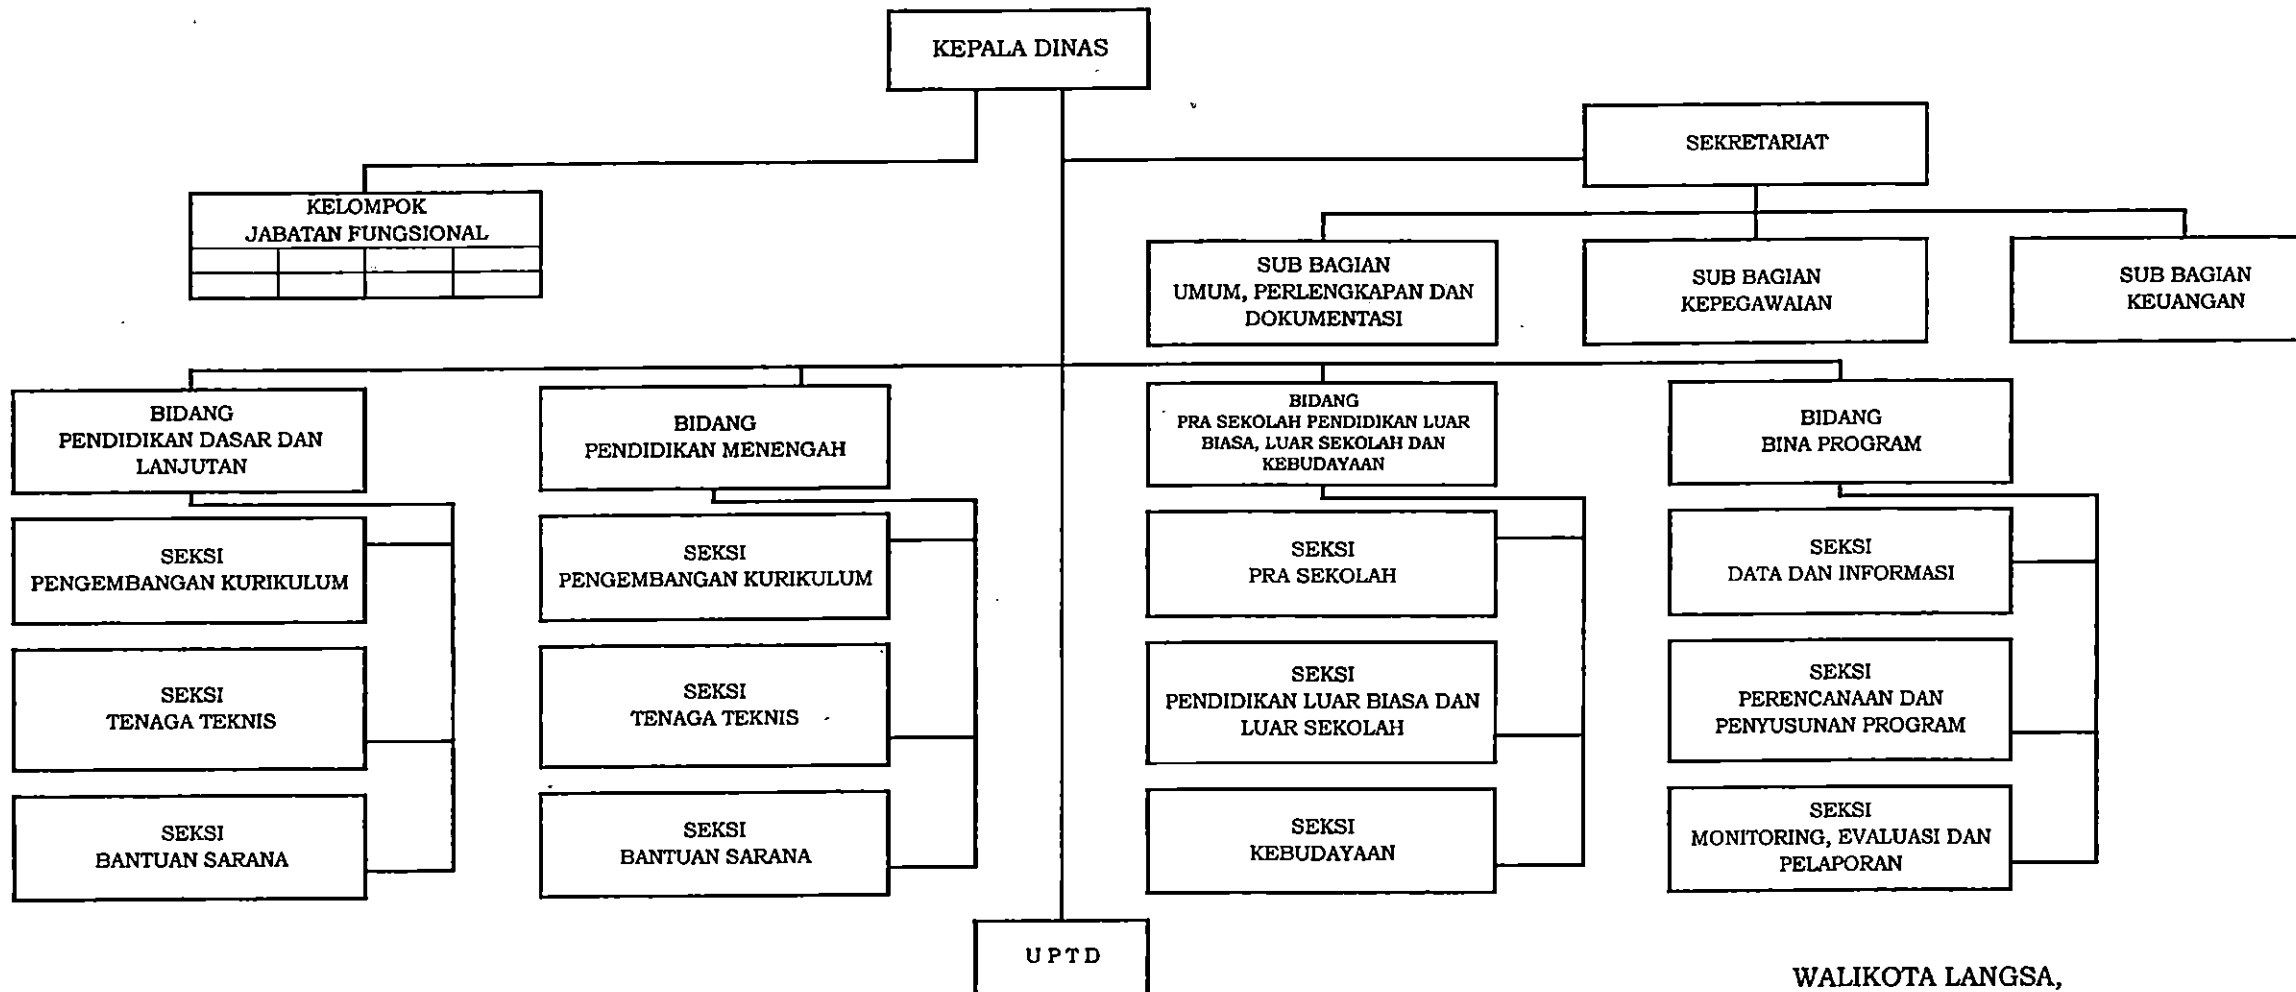 KEPALA DINAS
SEKRETARIAT
KELOMPOK
JABATAN FUNGSIONAL
SUB BAGIAN
UMUM, PERLENGKAPAN DAN
DOKUMENTASI
SUB BAGIAN
KEPEGAWAIAN
SUB BAGIAN
KEUANGAN
BIDANG
PENDIDIKAN DASAR DAN
LANJUTAN
BIDANG
PENDIDIKAN MENENGAH
BIDANG
PRA SEKOLAH PENDIDIKAN LUAR
BIASA, LUAR SEKOLAH DAN
KEBUDAYAAN
BIDANG
BINA PROGRAM
SEKSI
PENGEMBANGAN KURIKULUM
SEKSI
PENGEMBANGAN KURIKULUM
SEKSI
PRA SEKOLAH
SEKSI
DATA DAN INFORMASI
SEKSI
TENAGA TEKNIS
SEKSI
TENAGA TEKNIS
SEKSI
PENDIDIKAN LUAR BIASA DAN
LUAR SEKOLAH
SEKSI
PERENCANAAN DAN
PENYUSUNAN PROGRAM
SEKSI
BANTUAN SARANA
SEKSI
BANTUAN SARANA
SEKSI
KEBUDAYAAN
SEKSI
MONITORING, EVALUASI DAN
PELAPORAN
U P T D
WALIKOTA LANGSA,